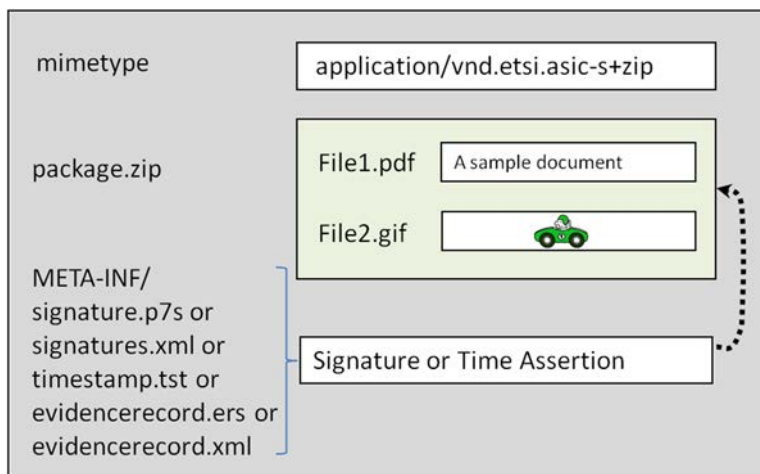 mimetype
application/vnd.etsi.asic-s+zip
package.zip
File1.pdf
A sample document
File2.gif
META-INF/
signature.p7s or
signatures.xml or
timestamp.tst or
evidencerecord.ers or
evidencerecord.xml
Signature or Time Assertion